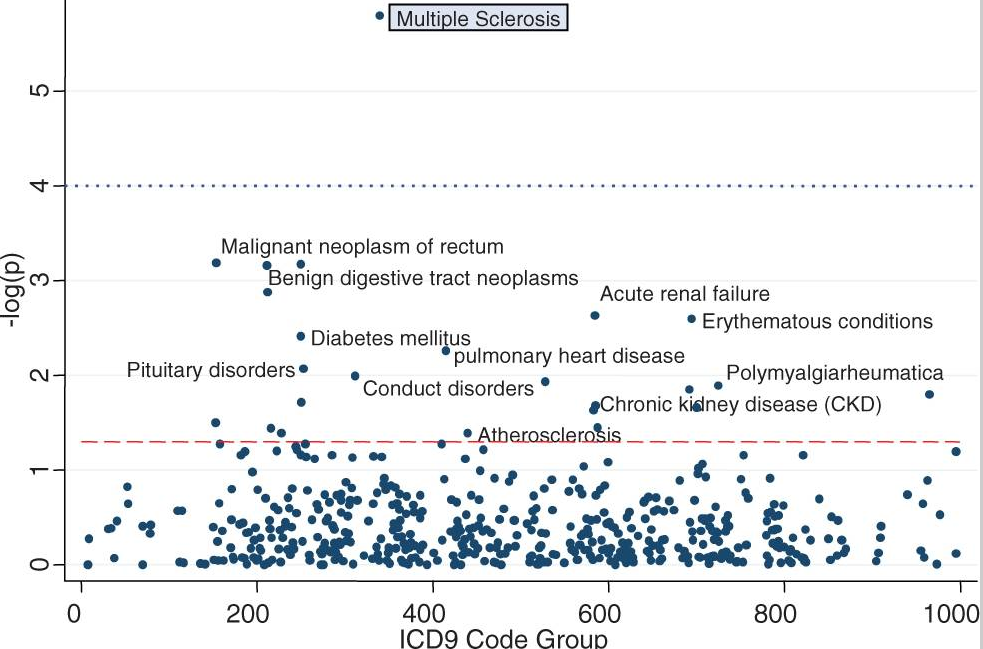 Multiple Sclerosis
5
4
Malignant neoplasm of rectum
3
Benign digestive tract neoplasms
Acute renal failure
Erythematous conditions
Diabetes mellitus
pulmonary heart disease
Pituitary disorders
2
Polymyalgiarheumatica
Conduct disorders
Chronic kidney disease (CKD)
Atherosclerosis
1
0
-log(p)
0 200 400 600 800 1000
ICD9 Code Group